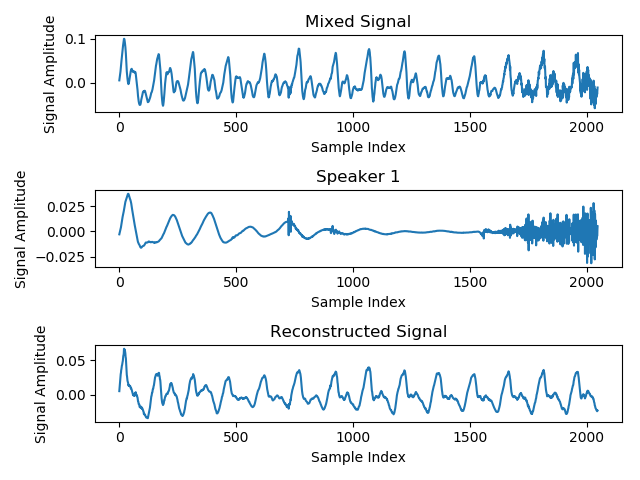 Mixed Signal
Signal Amplitude
0.1
0.0
0 500 1000 1500 2000
Sample Index
Speaker 1
Signal Amplitude
0.025
0.000
−0.025
0 500 1000 1500 2000
Sample Index
Reconstructed Signal
Signal Amplitude
0.05
0.00
0 500 1000 1500 2000
Sample Index